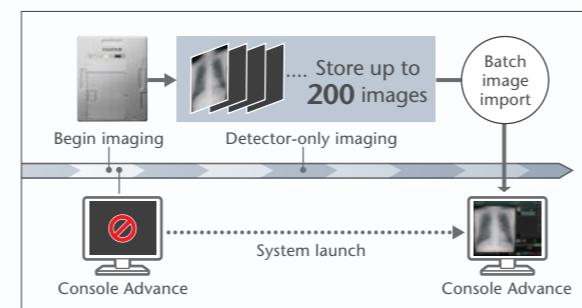 FUJIFILM
Store up to
200 images
Batch
image
import
Begin imaging
Detector-only imaging
System launch
Console Advance
Console Advance